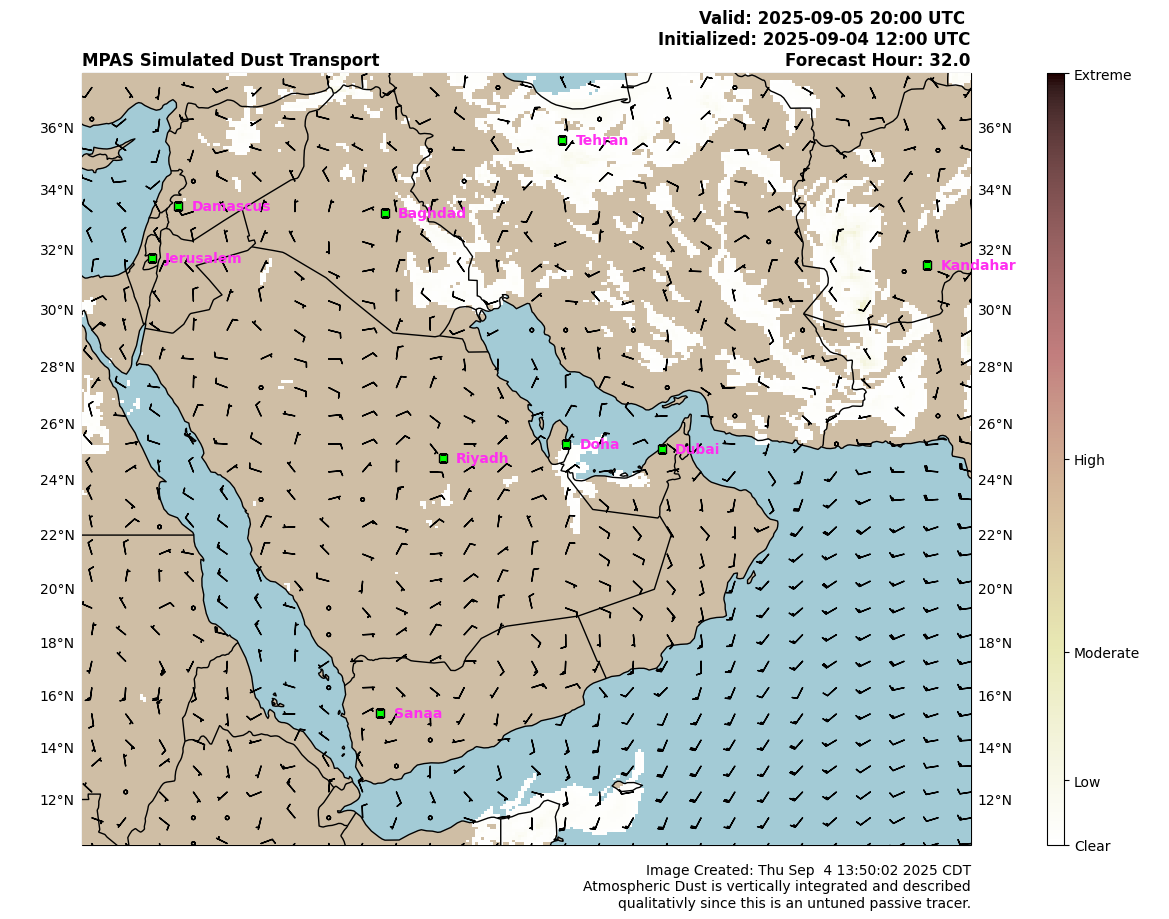 Valid: 2025-09-05 20:00 UTC
Initialized: 2025-09-04 12:00 UTC
MPAS Simulated Dust Transport
Forecast Hour: 32.0
Extreme
36°N
Tehran
36°N
34°N
Damascus
Baghdad
34°N
32°N
Jerusalem
32°N
Kandahar
30°N
30°N
28°N
28°N
26°N
26°N
Doha
Dubai
Riyadh
High
24°N
24°N
22°N
22°N
20°N
20°N
18°N
18°N
Moderate
16°N
16°N
Sanaa
14°N
14°N
Low
12°N
12°N
Clear
Image Created: Thu Sep  4 13:50:02 2025 CDT
Atmospheric Dust is vertically integrated and described
qualitativly since this is an untuned passive tracer.